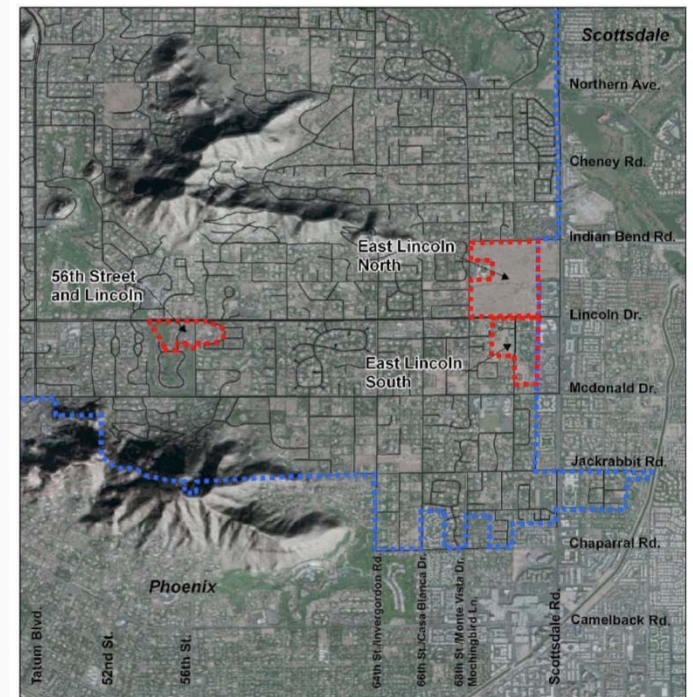 Scottsdale
Northern Ave.
Cheney Rd.
Indian Bend Rd.
East Lincoln
North
56th Street
and Lincoln
Lincoln Dr.
East Lincoln
South
Mcdonald Dr.
Jackrabbit Rd.
Chaparral Rd.
Phoenix
Camelback Rd.
Tatum Blvd.
52nd St.
56th St.
64th St./Invergordon Rd.
66th St./Casa Blanca Dr.
68th St./Monte Vista Dr.
Mochingbird Ln.
Scottsdale Rd.